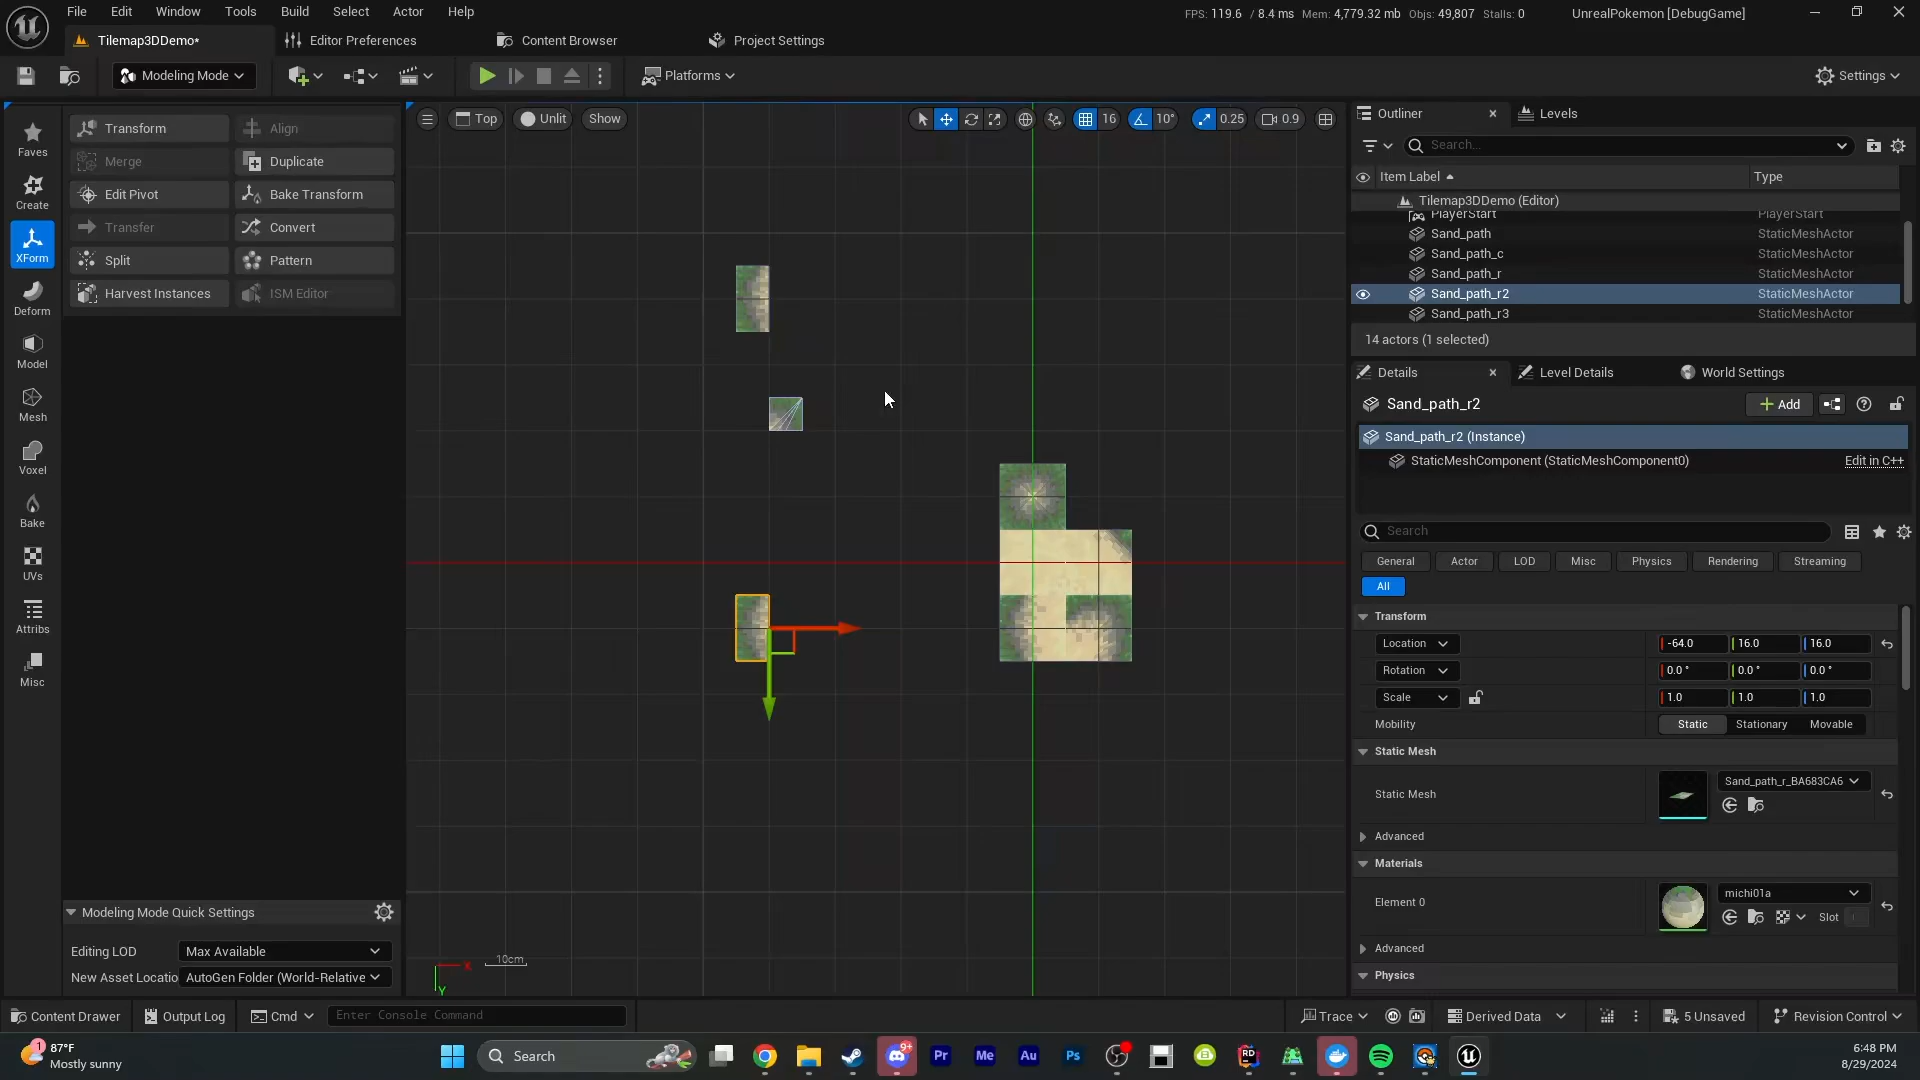 File Edit Window Tools Build Select Actor Help
FPS: 119.6 / 8.4 ms Mem: 4,779.32 mb Objs: 49,807 Stalls: 0
UnrealPokemon [DebugGame]
Tilemap3DDemo*
Editor Preferences
Content Browser
Project Settings
Modeling Mode
Platforms
Settings
Faves
Create
XForm
Deform
Model
Mesh
Voxel
Bake
UVs
Attribs
Misc
Transform
Align
Merge
Duplicate
Edit Pivot
Bake Transform
Transfer
Convert
Split
Pattern
Harvest Instances
ISM Editor
Modeling Mode Quick Settings
Editing LOD
Max Available
New Asset Locatio
AutoGen Folder (World-Relative
Top
Unlit
Show
16
10°
0.25
0.9
X
Y
10cm
Outliner
Levels
Search...
Item Label
Type
Tilemap3DDemo (Editor)
PlayerStart PlayerStart
Sand_path StaticMeshActor
Sand_path_c StaticMeshActor
Sand_path_r StaticMeshActor
Sand_path_r2 StaticMeshActor
Sand_path_r3 StaticMeshActor
14 actors (1 selected)
Details
Level Details
World Settings
Sand_path_r2
Add
Sand_path_r2 (Instance)
StaticMeshComponent (StaticMeshComponent0)
Edit in C++
Search
General
Actor
LOD
Misc
Physics
Rendering
Streaming
All
Transform
Location -64.0 16.0 16.0
Rotation 0.0 ° 0.0 ° 0.0 °
Scale 1.0 1.0 1.0
Mobility Static Stationary Movable
Static Mesh
Static Mesh
Sand_path_r_BA683CA6
Advanced
Materials
Element 0
michi01a
Slot
Advanced
Physics
Content Drawer
Output Log
Cmd
Enter Console Command
Trace
Derived Data
5 Unsaved
Revision Control
1
87°F
Mostly sunny
Search
9+
Pr
Me
Au
Ps
RD
6:48 PM
8/29/2024